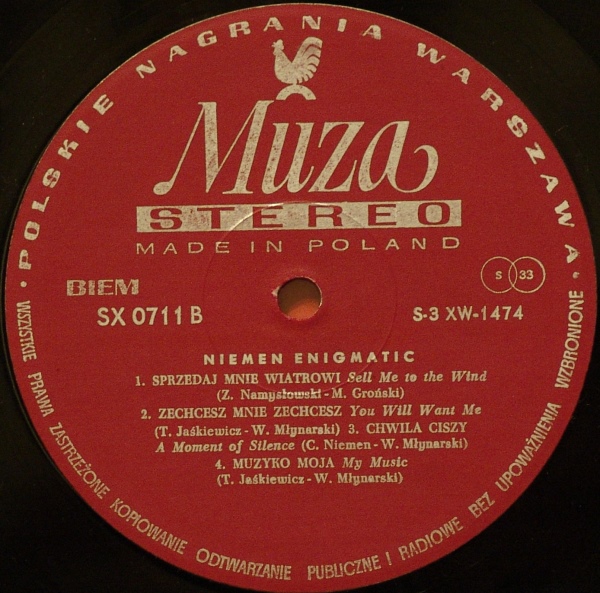 POLSKIE NAGRANIA WARSZAWA
Muza
STEREO
MADE IN POLAND
BIEM
S 33
SX 0711 B
S-3 XW-1474
NIEMEN ENIGMATIC
1. SPRZEDAJ MNIE WIATROWI Sell Me to the Wind
(Z. Namysłowski - M. Groński)
2. ZECHCESZ MNIE ZECHCESZ You Will Want Me
(T. Jaśkiewicz - W. Młynarski) 3. CHWILA CISZY
A Moment of Silence (C. Niemen - W. Młynarski)
4. MUZYKO MOJA My Music
(T. Jaśkiewicz - W. Młynarski)
WSZYSTKIE PRAWA ZASTRZEŻONE KOPIOWANIE ODTWARZANIE PUBLICZNE I RADIOWE BEZ UPOWAŻNIENIA WZBRONIONE